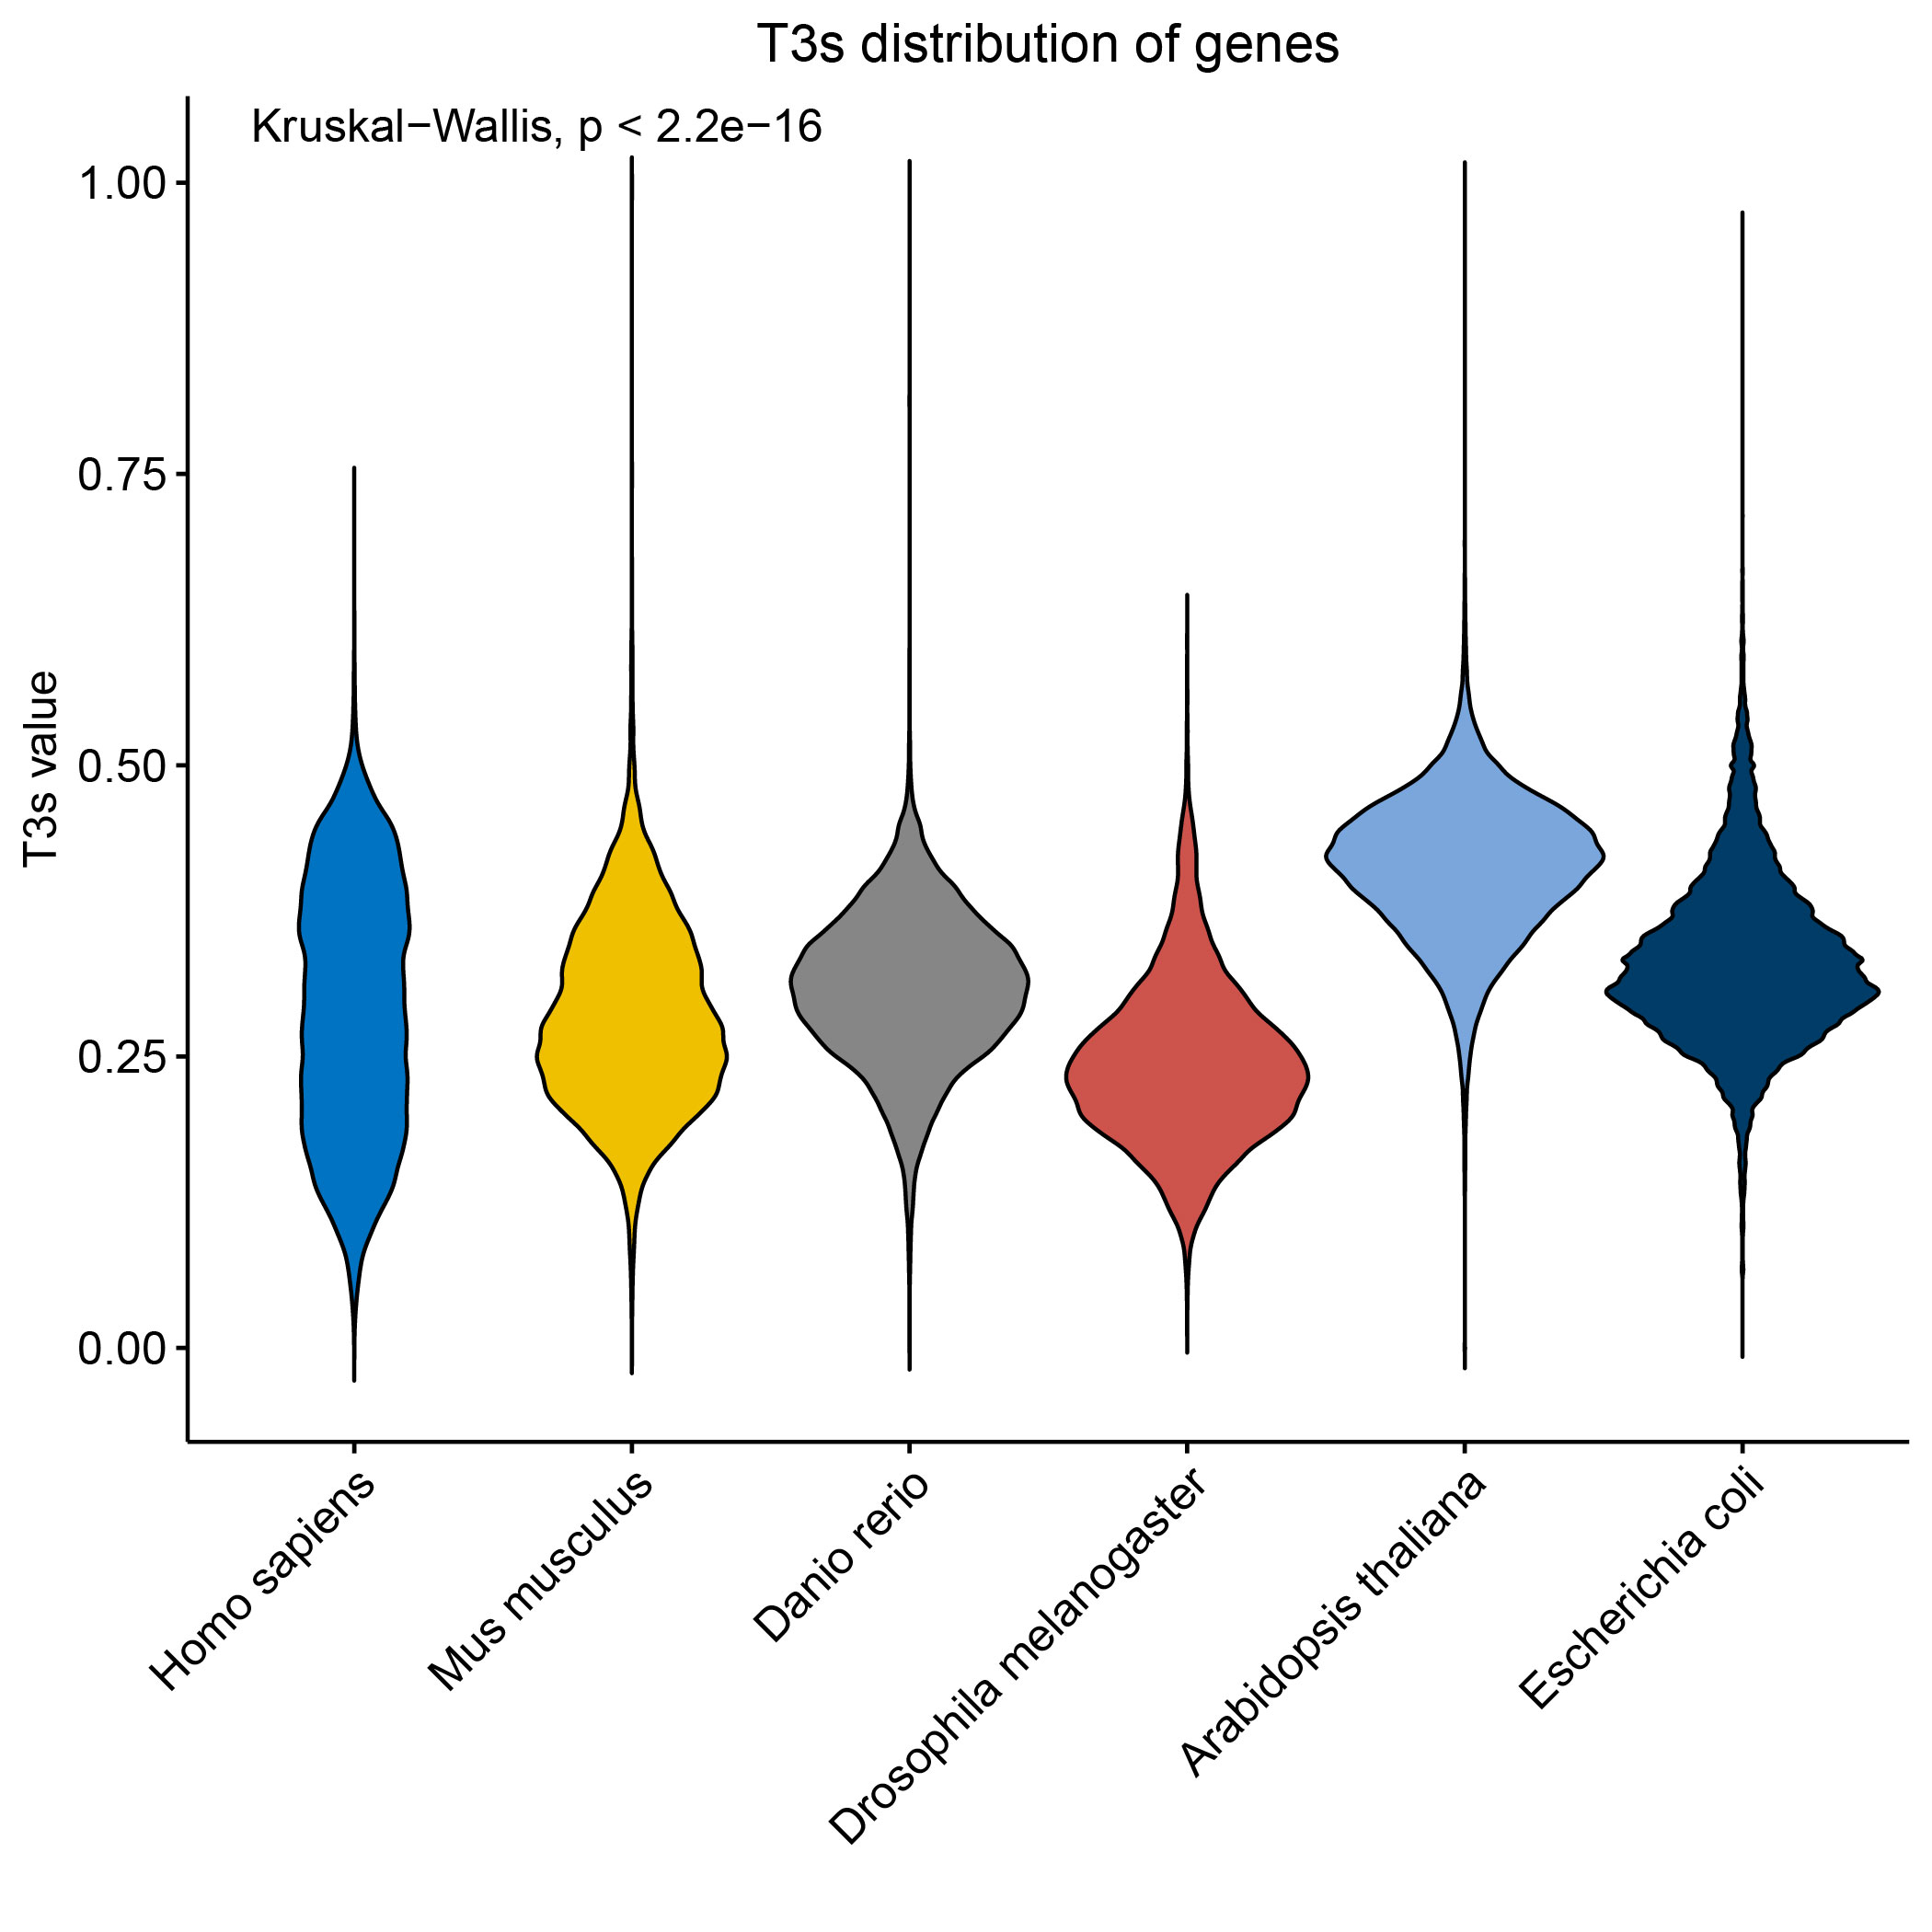 T3s distribution of genes
Kruskal−Wallis, p < 2.2e−16
1.00
0.75
0.50
0.25
0.00
T3s value
Homo sapiens
Mus musculus
Danio rerio
Drosophila melanogaster
Arabidopsis thaliana
Escherichia coli